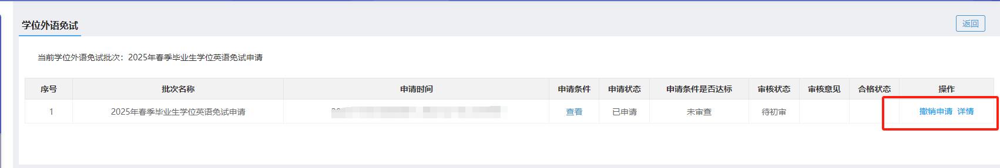 学位外语免试
返回
当前学位外语免试批次：2025年春季毕业生学位英语免试申请
序号 批次名称 申请时间 申请条件 申请状态 申请条件是否达标 审核状态 审核意见 合格状态 操作
1 2025年春季毕业生学位英语免试申请 查看 已申请 未审查 待初审 撤销申请 详情